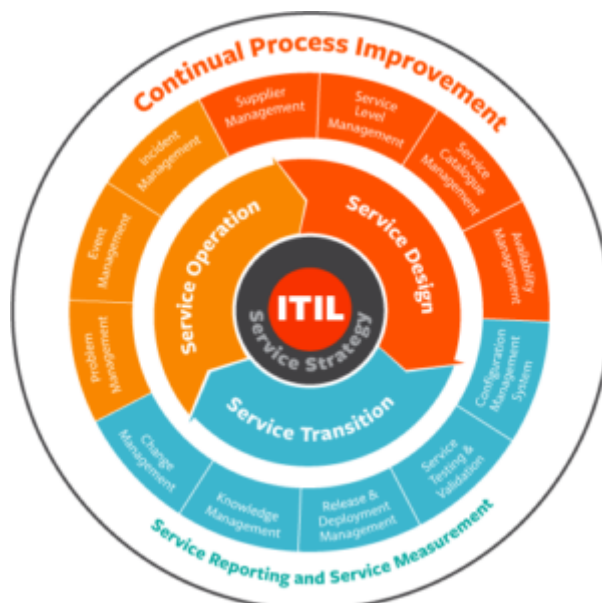 Continual Process Improvement
Supplier
Management
Service
Level
Management
Service
Catalogue
Management
Availability
Management
Configuration
Management
System
Service
Testing &
Validation
Release &
Deployment
Management
Knowledge
Management
Change
Management
Problem
Management
Event
Management
Incident
Management
Service Operation
Service Design
Service Transition
ITIL
Service Strategy
Service Reporting and Service Measurement